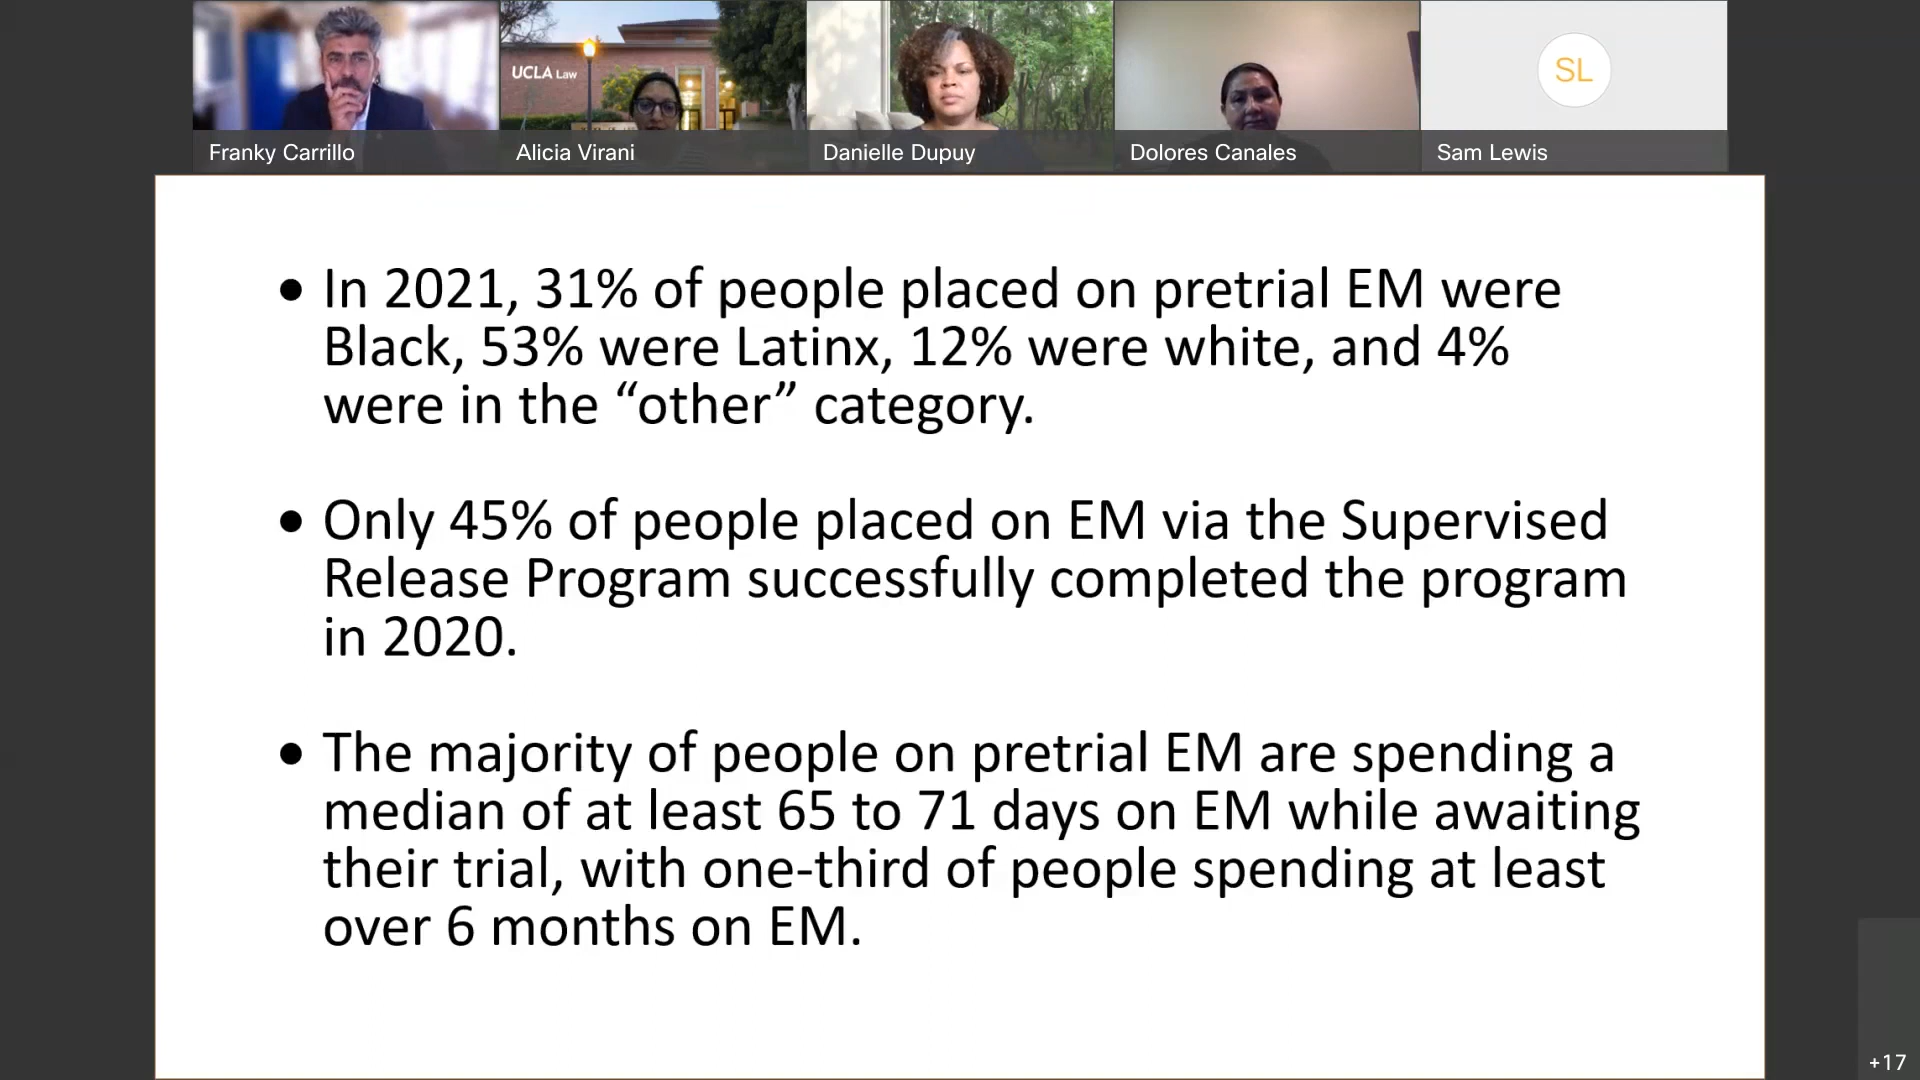 UCLA Law
SL
Franky Carrillo
Alicia Virani
Danielle Dupuy
Dolores Canales
Sam Lewis
• In 2021, 31% of people placed on pretrial EM were
Black, 53% were Latinx, 12% were white, and 4%
were in the “other” category.
• Only 45% of people placed on EM via the Supervised
Release Program successfully completed the program
in 2020.
• The majority of people on pretrial EM are spending a
median of at least 65 to 71 days on EM while awaiting
their trial, with one-third of people spending at least
over 6 months on EM.
+17